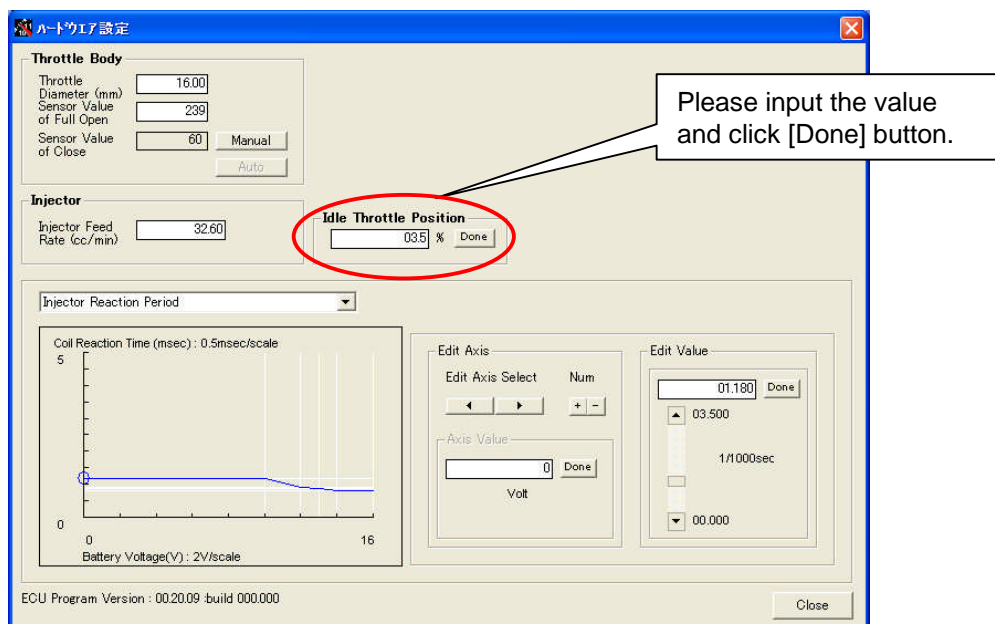 ハードウエア設定
Throttle Body
Throttle
Diameter (mm)
16.00
Sensor Value
of Full Open
239
Sensor Value
of Close
60
Manual
Auto
Please input the value
and click [Done] button.
Injector
Injector Feed
Rate (cc/min)
32.60
Idle Throttle Position
03.5 % Done
Injector Reaction Period
Coil Reaction Time (msec) : 0.5msec/scale
5
0
0
16
Battery Voltage(V) : 2V/scale
Edit Axis
Edit Axis Select
Num
+ -
Axis Value
0 Done
Volt
Edit Value
01.180 Done
03.500
1/1000sec
00.000
ECU Program Version : 00.20.09 :build 000.000
Close